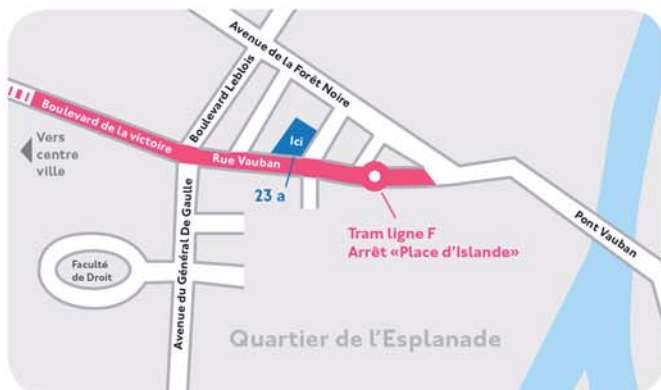 Avenue de la Forêt Noire
Boulevard Leblois
Boulevard de la victoire
Vers
centre
ville
Ici
Rue Vauban
23 a
Tram ligne F
Arrêt «Place d’Islande»
Pont Vauban
Faculté
de Droit
Avenue du Général De Gaulle
Quartier de l’Esplanade